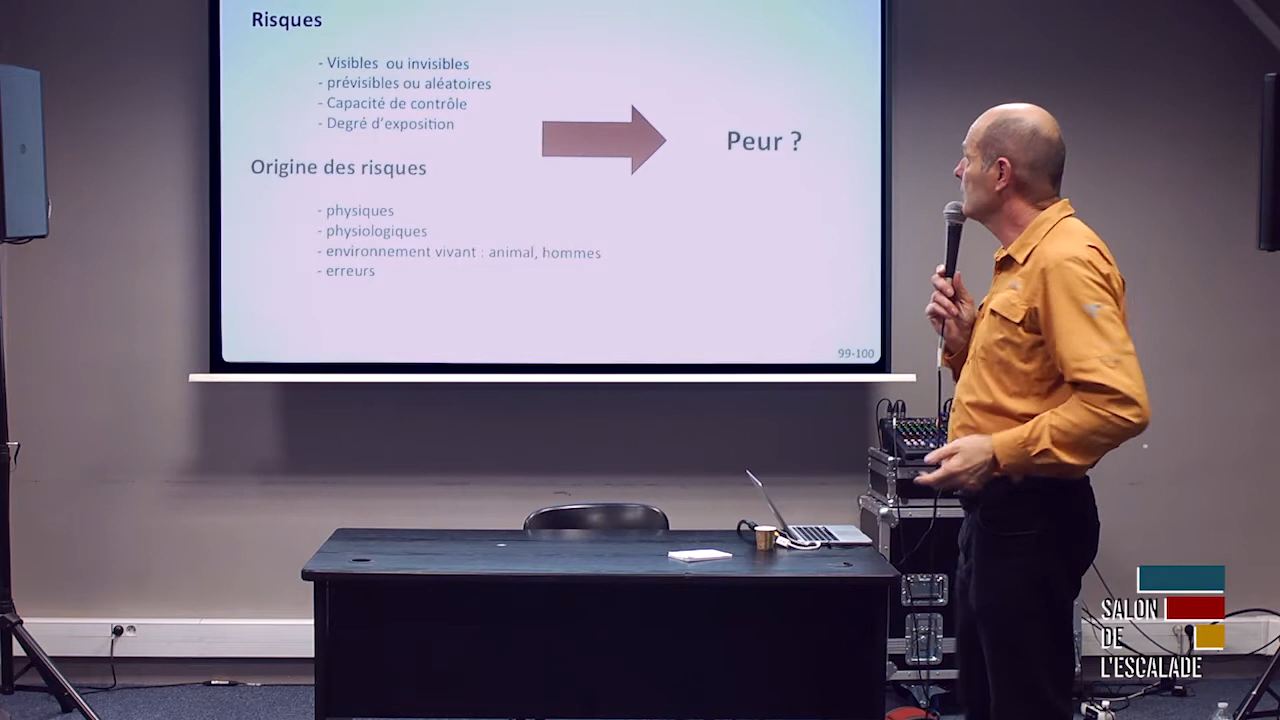 Risques
- Visibles ou invisibles
- prévisibles ou aléatoires
- Capacité de contrôle
- Degré d'exposition
Peur ?
Origine des risques
- physiques
- physiologiques
- environnement vivant : animal, hommes
- erreurs
99-100
SALON
DE
L'ESCALADE